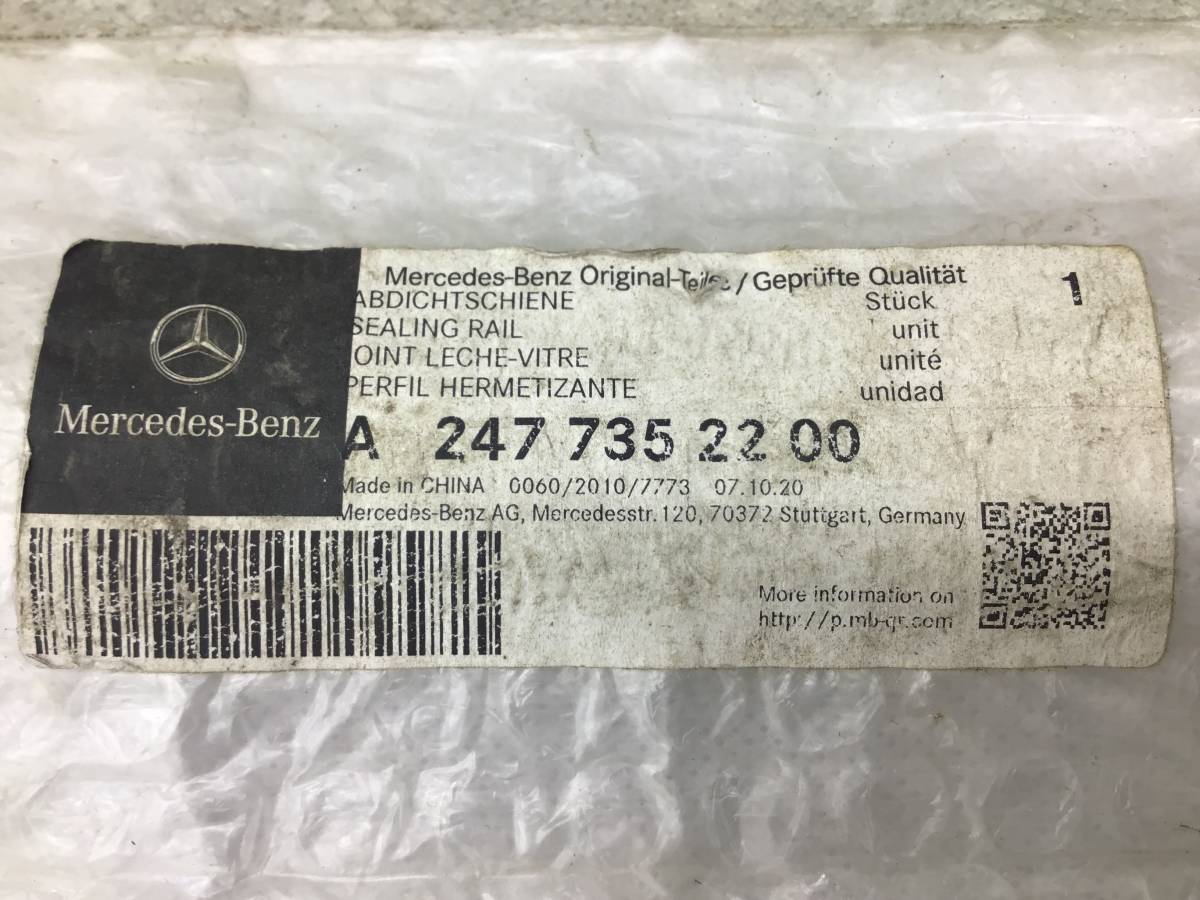 Mercedes-Benz Original-Teile / Geprüfte Qualität
1
ABDICHTSCHIENE Stück
SEALING RAIL unit
JOINT LECHE-VITRE unité
PERFIL HERMETIZANTE unidad
Mercedes-Benz
A 247 735 22 00
Made in CHINA 0060/2010/7773 07.10.20
Mercedes-Benz AG, Mercedesstr. 120, 70372 Stuttgart, Germany
More information on
http://p.mb-qr.com